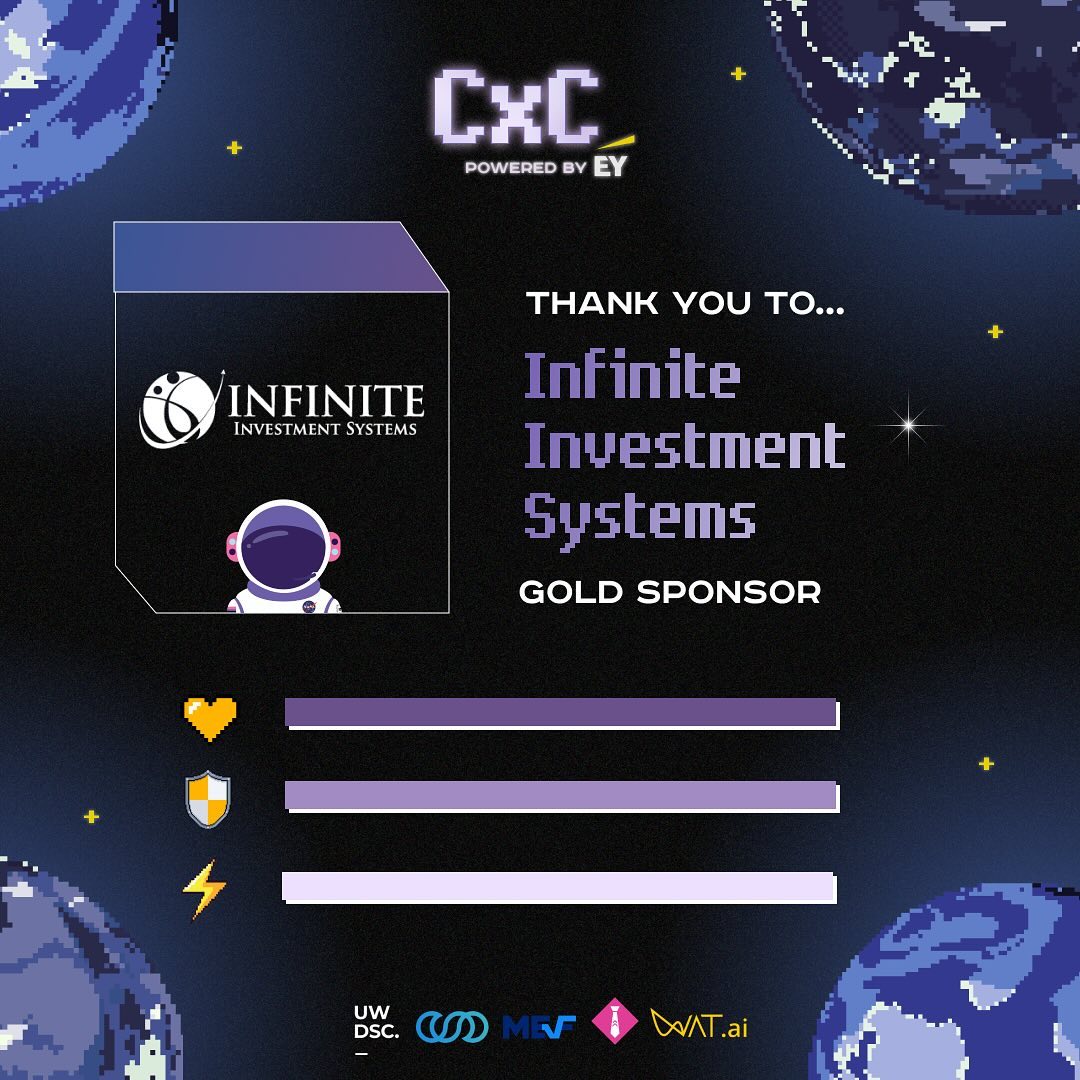 CxC
POWERED BY EY
INFINITE
INVESTMENT SYSTEMS
THANK YOU TO...
Infinite
Investment
Systems
GOLD SPONSOR
UW
DSC.
MEVF
WAT.ai